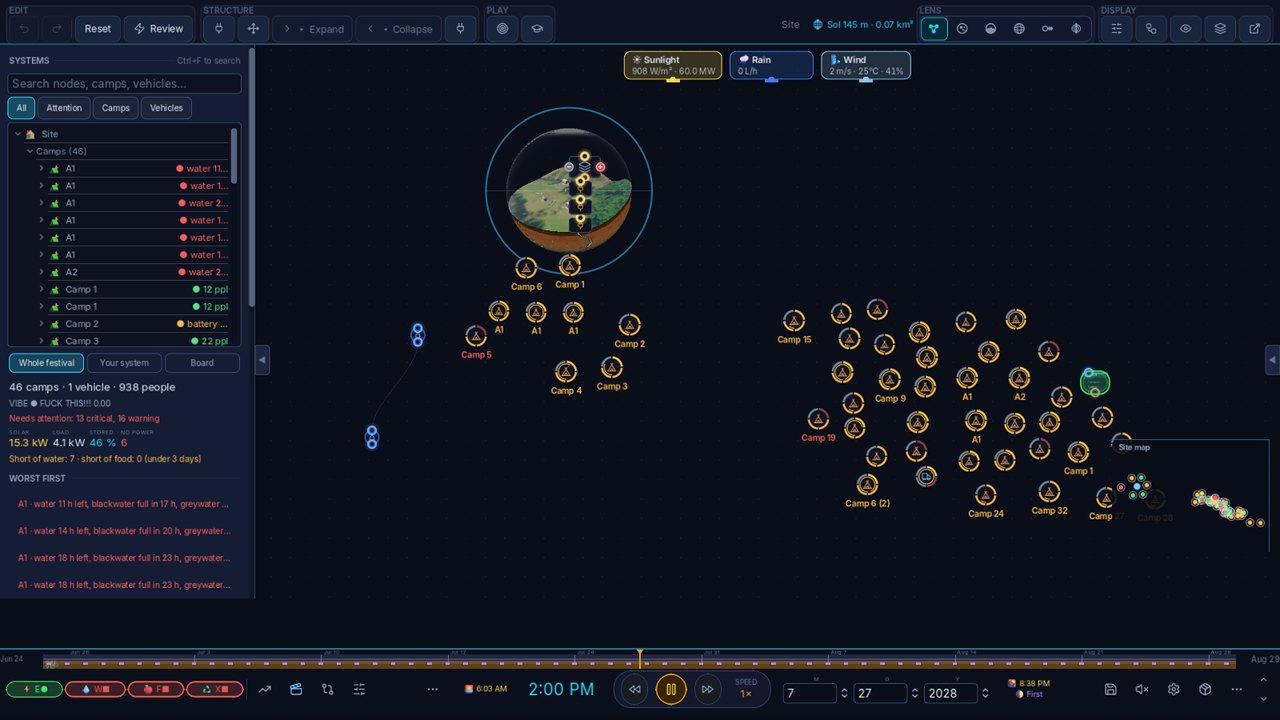 EDIT
STRUCTURE
PLAY
LENS
DISPLAY
Reset
Review
Expand
Collapse
Site
Sol 145 m · 0.07 km²
SYSTEMS
Ctrl+F to search
Search nodes, camps, vehicles...
All
Attention
Camps
Vehicles
Site
Camps (46)
A1 water 11...
A1 water 1...
A1 water 2...
A1 water 1...
A1 water 1...
A1 water 1...
A2 water 2...
Camp 1 12 ppl
Camp 1 12 ppl
Camp 2 battery ...
Camp 3 22 ppl
Whole festival
Your system
Board
46 camps · 1 vehicle · 938 people
VIBE ● FUCK THIS!!! 0.00
Needs attention: 13 critical, 16 warning
SOLAR LOAD STORED NO POWER
15.3 kW 4.1 kW 46 % 6
Short of water: 7 · short of food: 0 (under 3 days)
WORST FIRST
A1 · water 11 h left, blackwater full in 17 h, greywater ...
A1 · water 14 h left, blackwater full in 20 h, greywater...
A1 · water 18 h left, blackwater full in 23 h, greywater...
A1 · water 18 h left, blackwater full in 23 h, greywater...
Sunlight
908 W/m² · 60.0 MW
Rain
0 L/h
Wind
2 m/s · 25°C · 41%
Camp 6
Camp 1
A1
A1
A1
Camp 5
Camp 2
Camp 4
Camp 3
Camp 15
Camp 9
A1
A2
Camp 19
A1
Camp 1
Camp 6 (2)
Camp 24
Camp 32
Camp 27
Camp 28
Site map
Jun 24
Jun 26
Jul 3
Jul 10
Jul 17
Jul 24
Jul 31
Aug 7
Aug 14
Aug 21
Aug 28
Aug 29
E
W
F
X
6:03 AM
2:00 PM
SPEED
1×
M
D
Y
7
27
2028
8:38 PM
First